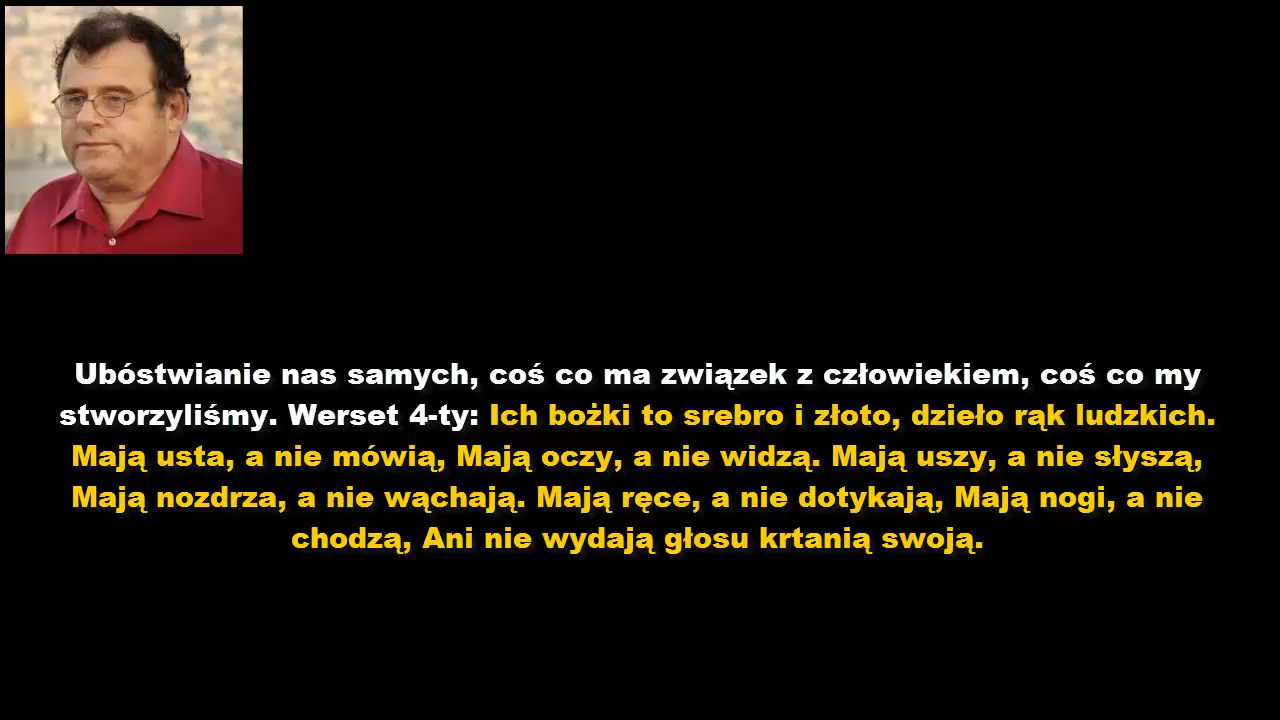 Ubóstwianie nas samych, coś co ma związek z człowiekiem, coś co my
stworzyliśmy. Werset 4-ty: Ich bożki to srebro i złoto, dzieło rąk ludzkich.
Mają usta, a nie mówią, Mają oczy, a nie widzą. Mają uszy, a nie słyszą,
Mają nozdrza, a nie wąchają. Mają ręce, a nie dotykają, Mają nogi, a nie
chodzą, Ani nie wydają głosu krtanią swoją.